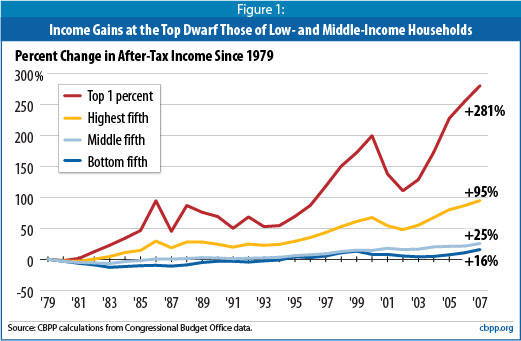 Figure 1:
Income Gains at the Top Dwarf Those of Low- and Middle-Income Households
Percent Change in After-Tax Income Since 1979
300%
250
200
150
100
50
0
-50
Top 1 percent
Highest fifth
Middle fifth
Bottom fifth
+281%
+95%
+25%
+16%
'79 '81 '83 '85 '87 '89 '91 '93 '95 '97 '99 '01 '03 '05 '07
Source: CBPP calculations from Congressional Budget Office data.
cbpp.org